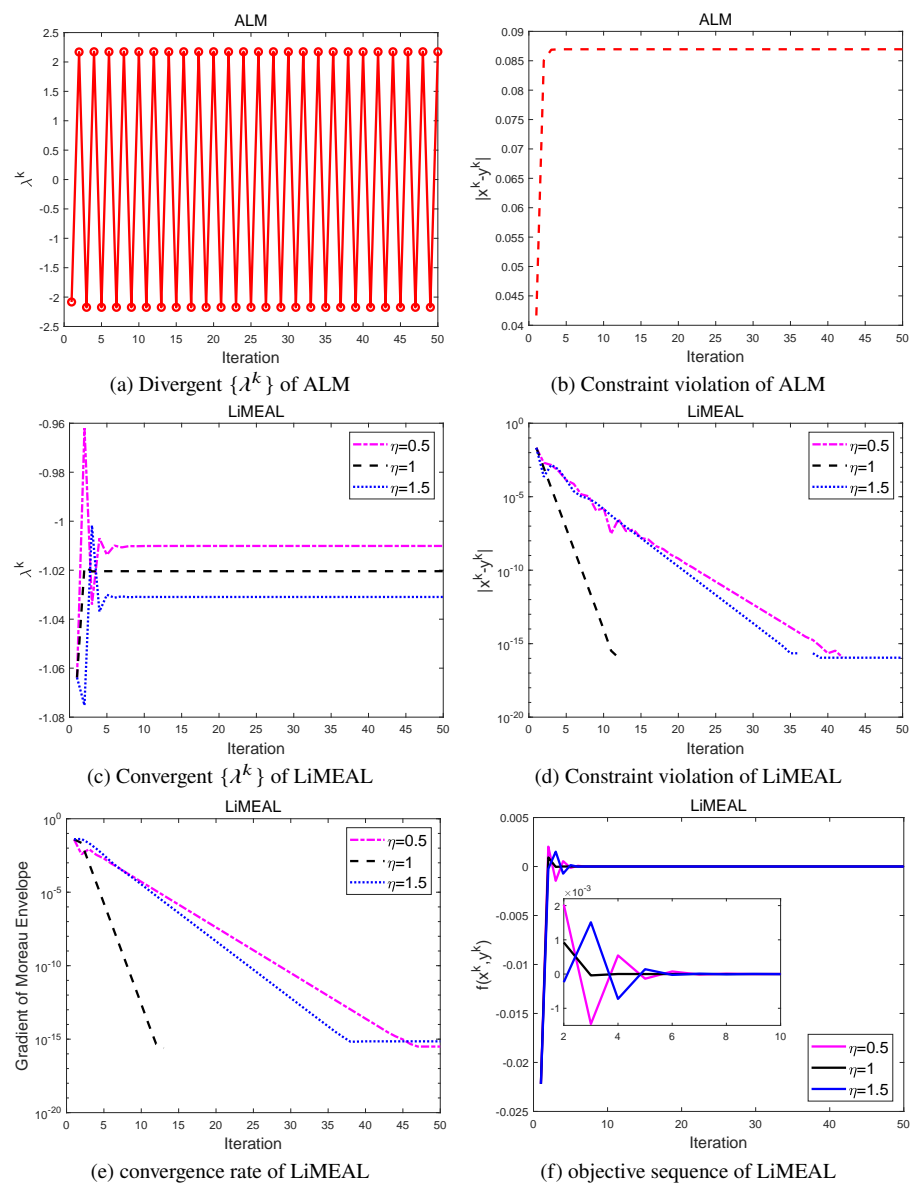 ALM
2.5
2
1.5
1
0.5
0
-0.5
-1
-1.5
-2
-2.5
λ^k
0 5 10 15 20 25 30 35 40 45 50
Iteration
(a) Divergent {λ^k} of ALM
ALM
0.09
0.085
0.08
0.075
0.07
0.065
0.06
0.055
0.05
0.045
0.04
|x^k-y^k|
0 5 10 15 20 25 30 35 40 45 50
Iteration
(b) Constraint violation of ALM
LiMEAL
-0.96
-0.98
-1
-1.02
-1.04
-1.06
-1.08
λ^k
η=0.5
η=1
η=1.5
0 5 10 15 20 25 30 35 40 45 50
Iteration
(c) Convergent {λ^k} of LiMEAL
LiMEAL
10^0
10^-5
10^-10
10^-15
10^-20
|x^k-y^k|
η=0.5
η=1
η=1.5
0 5 10 15 20 25 30 35 40 45 50
Iteration
(d) Constraint violation of LiMEAL
LiMEAL
10^0
10^-5
10^-10
10^-15
10^-20
Gradient of Moreau Envelope
η=0.5
η=1
η=1.5
0 5 10 15 20 25 30 35 40 45 50
Iteration
(e) convergence rate of LiMEAL
LiMEAL
0.005
0
-0.005
-0.01
-0.015
-0.02
-0.025
f(x^k,y^k)
×10^-3
2
1
0
-1
2 4 6 8 10
η=0.5
η=1
η=1.5
0 10 20 30 40 50
Iteration
(f) objective sequence of LiMEAL